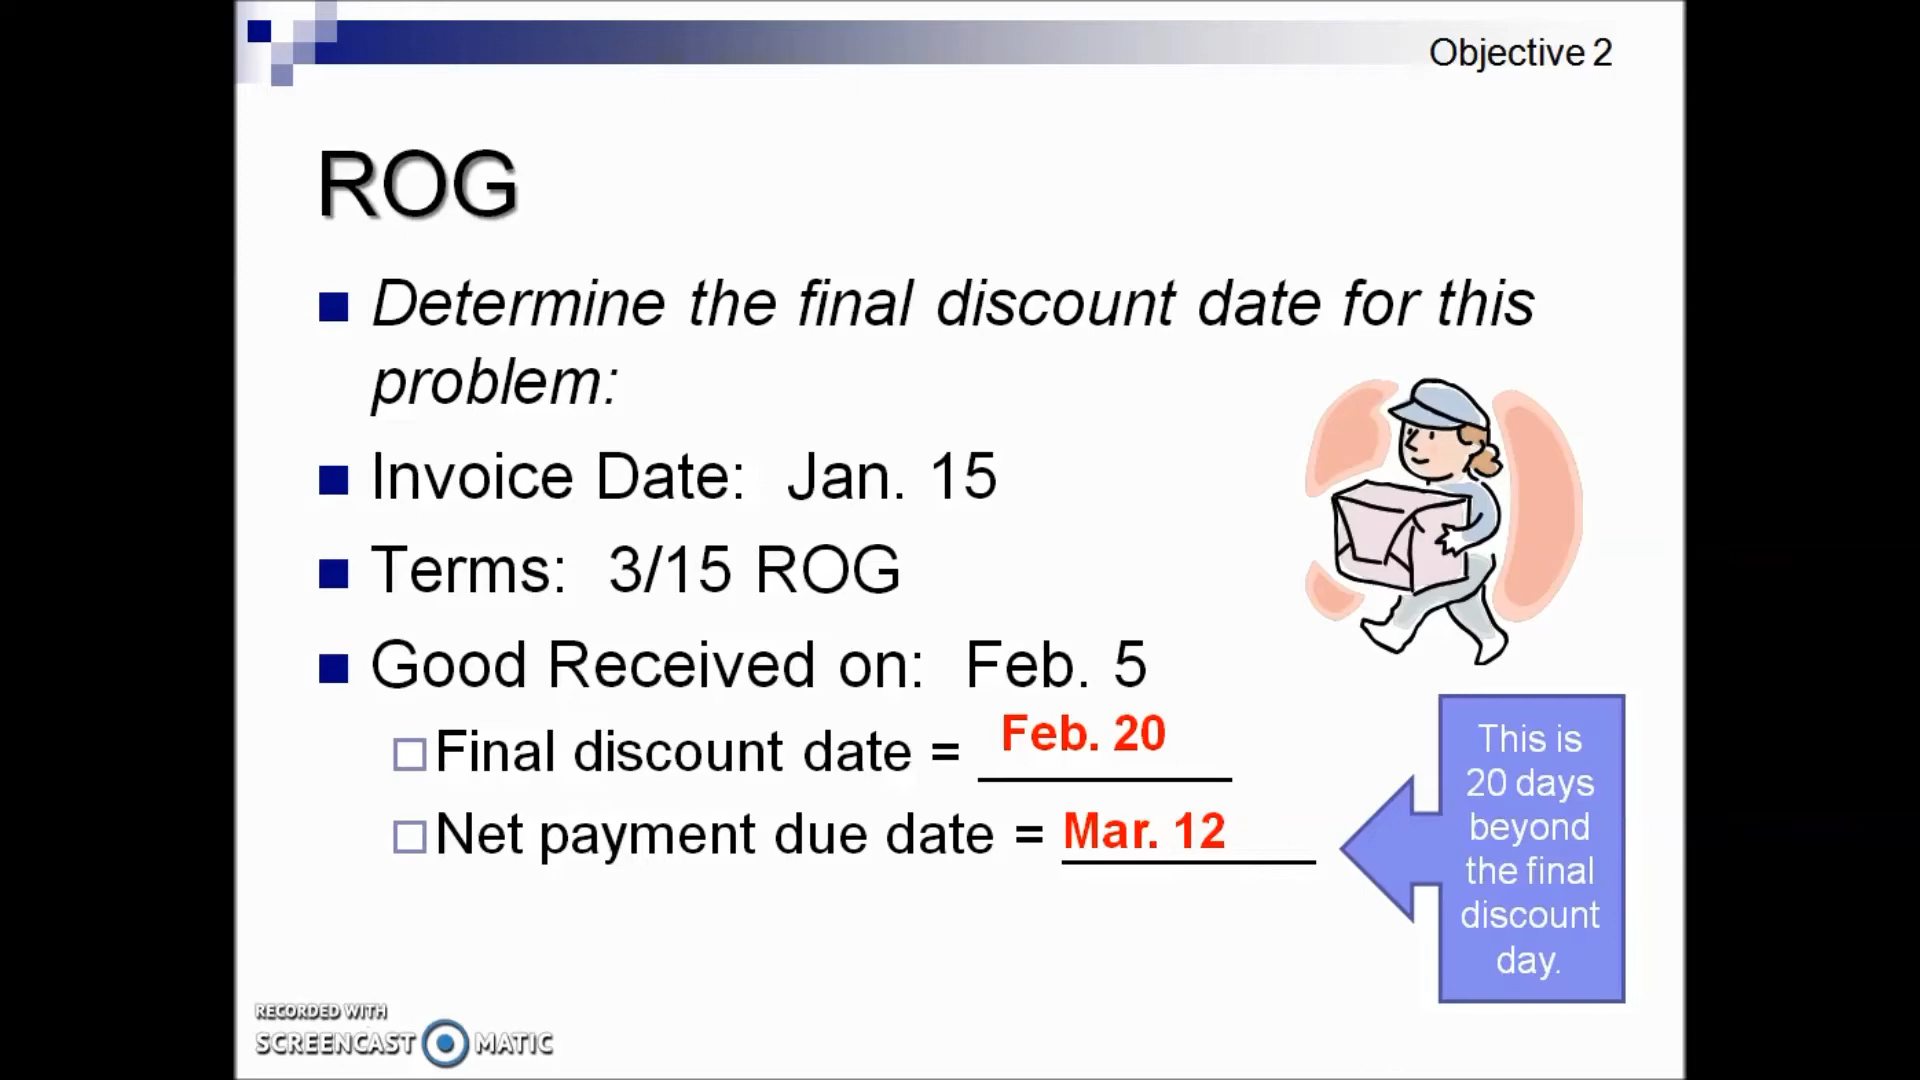 Objective 2
ROG
Determine the final discount date for this
problem:
Invoice Date: Jan. 15
Terms: 3/15 ROG
Good Received on: Feb. 5
Final discount date = Feb. 20
Net payment due date = Mar. 12
This is
20 days
beyond
the final
discount
day.
RECORDED WITH
SCREENCAST MATIC